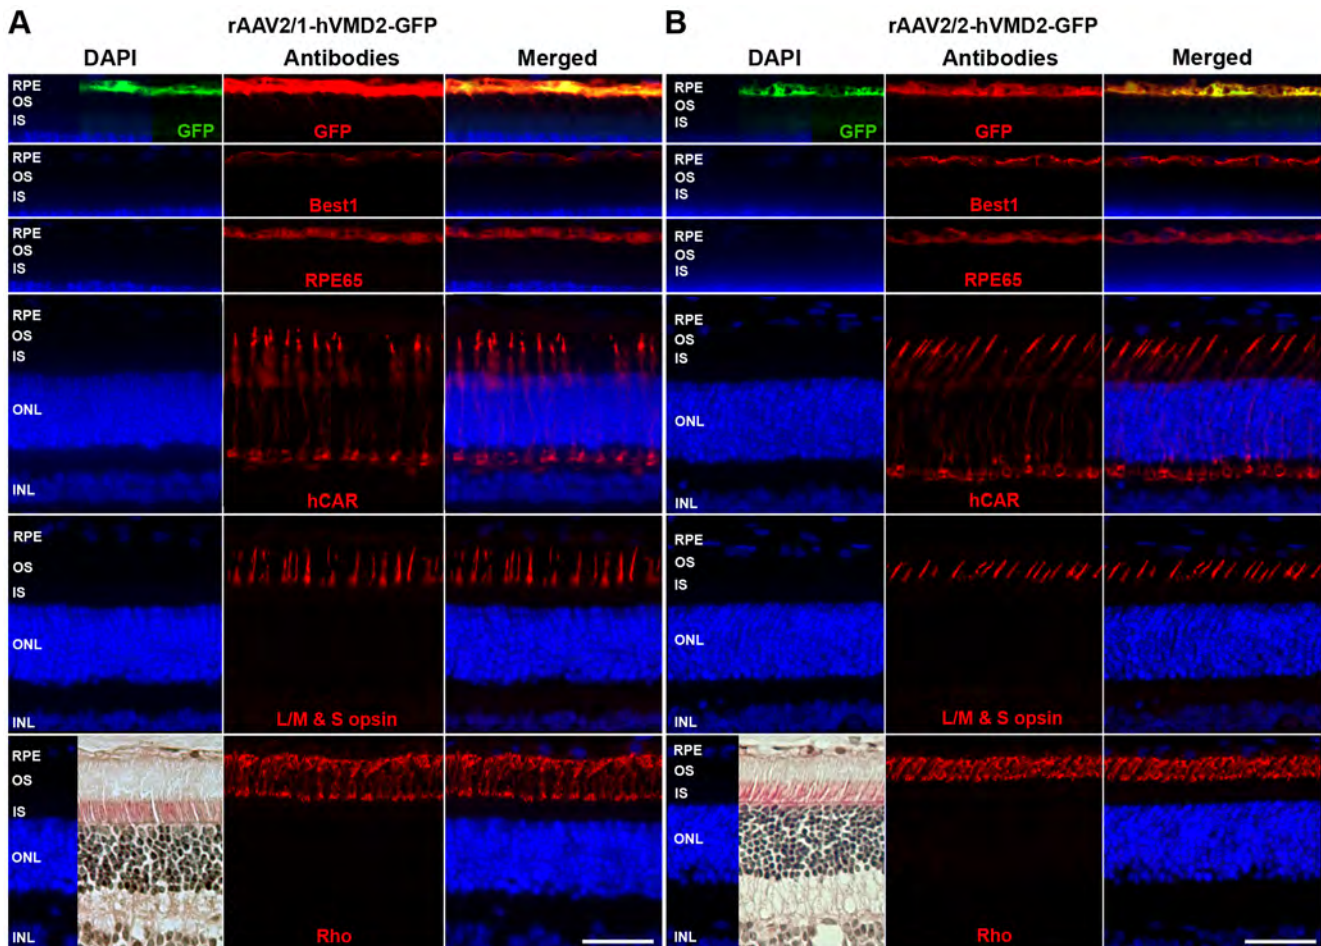 A rAAV2/1-hVMD2-GFP
DAPI Antibodies Merged
RPE
OS
IS
GFP GFP
RPE
OS
IS
Best1
RPE
OS
IS
RPE65
RPE
OS
IS
ONL
INL
hCAR
RPE
OS
IS
ONL
INL
L/M & S opsin
RPE
OS
IS
ONL
INL
Rho
B rAAV2/2-hVMD2-GFP
DAPI Antibodies Merged
RPE
OS
IS
GFP GFP
RPE
OS
IS
Best1
RPE
OS
IS
RPE65
RPE
OS
IS
ONL
INL
hCAR
RPE
OS
IS
ONL
INL
L/M & S opsin
RPE
OS
IS
ONL
INL
Rho